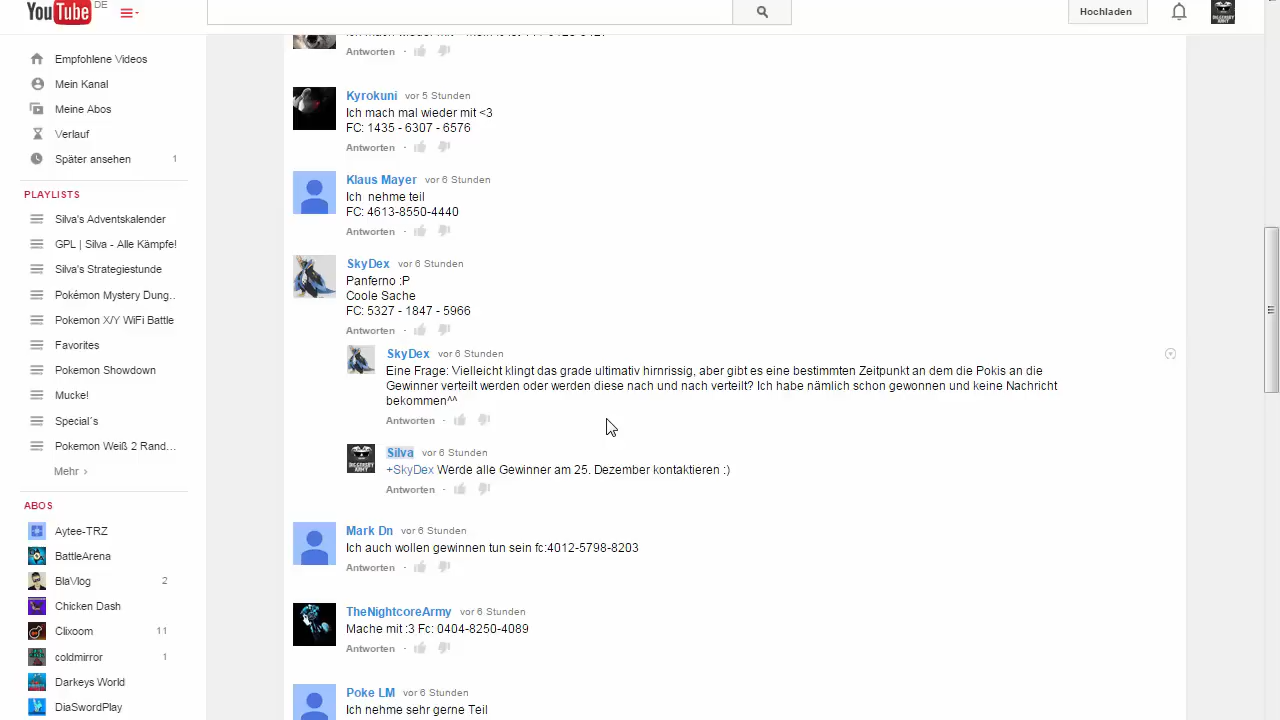 YouTube DE
Hochladen
Empfohlene Videos
Mein Kanal
Meine Abos
Verlauf
Später ansehen 1
PLAYLISTS
Silva's Adventskalender
GPL | Silva - Alle Kämpfe!
Silva's Strategiestunde
Pokémon Mystery Dung..
Pokemon X/Y WiFi Battle
Favorites
Pokemon Showdown
Mucke!
Special´s
Pokemon Weiß 2 Rand...
Mehr ›
ABOS
Aytee-TRZ
BattleArena
BlaVlog 2
Chicken Dash
Clixoom 11
coldmirror 1
Darkeys World
DiaSwordPlay
Antworten ·
Kyrokuni vor 5 Stunden
Ich mach mal wieder mit <3
FC: 1435 - 6307 - 6576
Antworten ·
Klaus Mayer vor 6 Stunden
Ich nehme teil
FC: 4613-8550-4440
Antworten ·
SkyDex vor 6 Stunden
Panferno :P
Coole Sache
FC: 5327 - 1847 - 5966
Antworten ·
SkyDex vor 6 Stunden
Eine Frage: Vielleicht klingt das grade ultimativ hirnrissig, aber gibt es eine bestimmten Zeitpunkt an dem die Pokis an die
Gewinner verteilt werden oder werden diese nach und nach verteilt? Ich habe nämlich schon gewonnen und keine Nachricht
bekommen^^
Antworten ·
Silva vor 6 Stunden
+SkyDex Werde alle Gewinner am 25. Dezember kontaktieren :)
Antworten ·
Mark Dn vor 6 Stunden
Ich auch wollen gewinnen tun sein fc:4012-5798-8203
Antworten ·
TheNightcoreArmy vor 6 Stunden
Mache mit :3 Fc: 0404-8250-4089
Antworten ·
Poke LM vor 6 Stunden
Ich nehme sehr gerne Teil